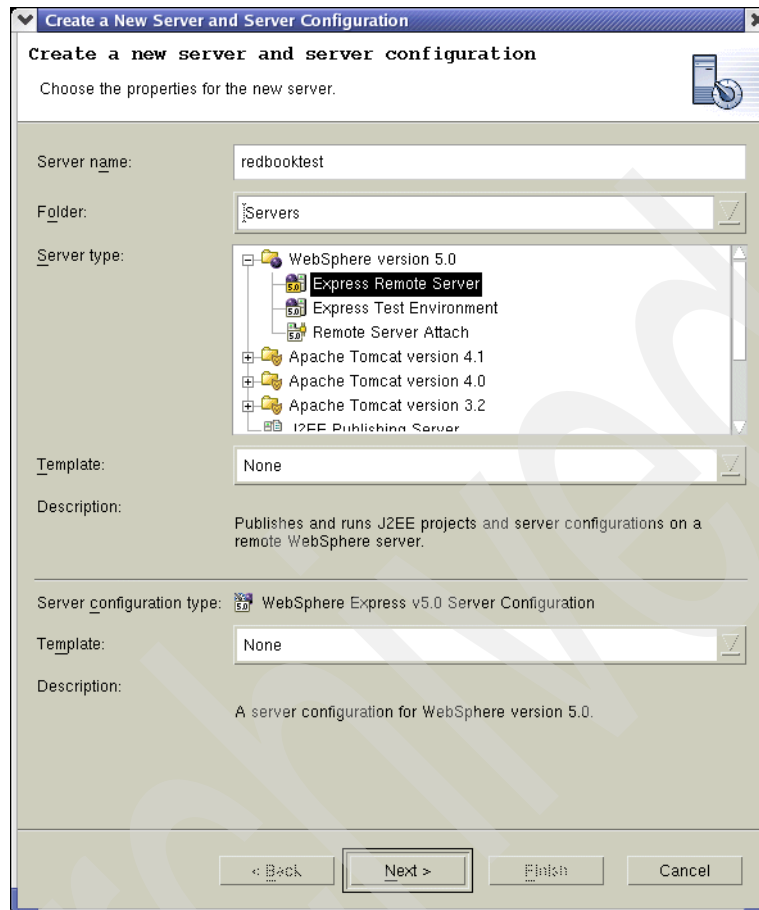 Create a New Server and Server Configuration
Create a new server and server configuration
Choose the properties for the new server.
Server name:
redbooktest
Folder:
Servers
Server type:
WebSphere version 5.0
Express Remote Server
Express Test Environment
Remote Server Attach
Apache Tomcat version 4.1
Apache Tomcat version 4.0
Apache Tomcat version 3.2
J2EE Publishing Server
Template:
None
Description:
Publishes and runs J2EE projects and server configurations on a
remote WebSphere server.
Server configuration type:
WebSphere Express v5.0 Server Configuration
Template:
None
Description:
A server configuration for WebSphere version 5.0.
< Back
Next >
Finish
Cancel